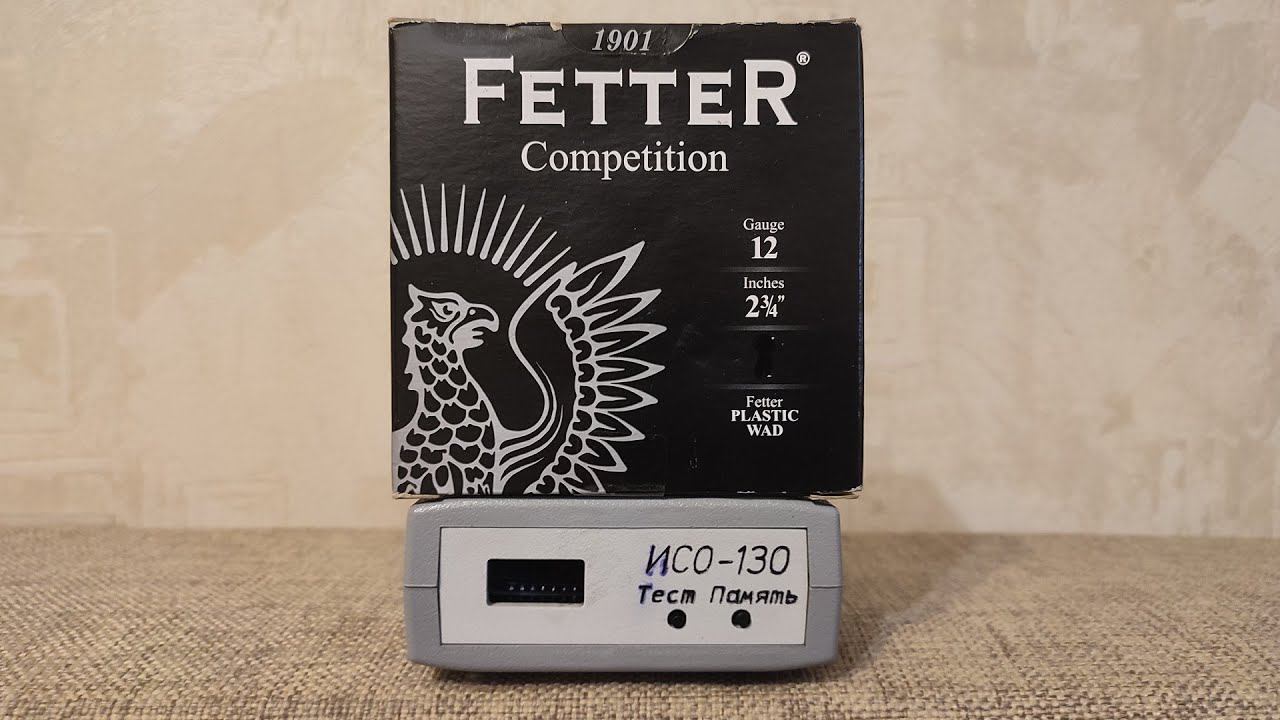 1901
FETTER®
Competition
Gauge
12
Inches
2¾"
Fetter
PLASTIC
WAD
ИСО-130
Тест Память